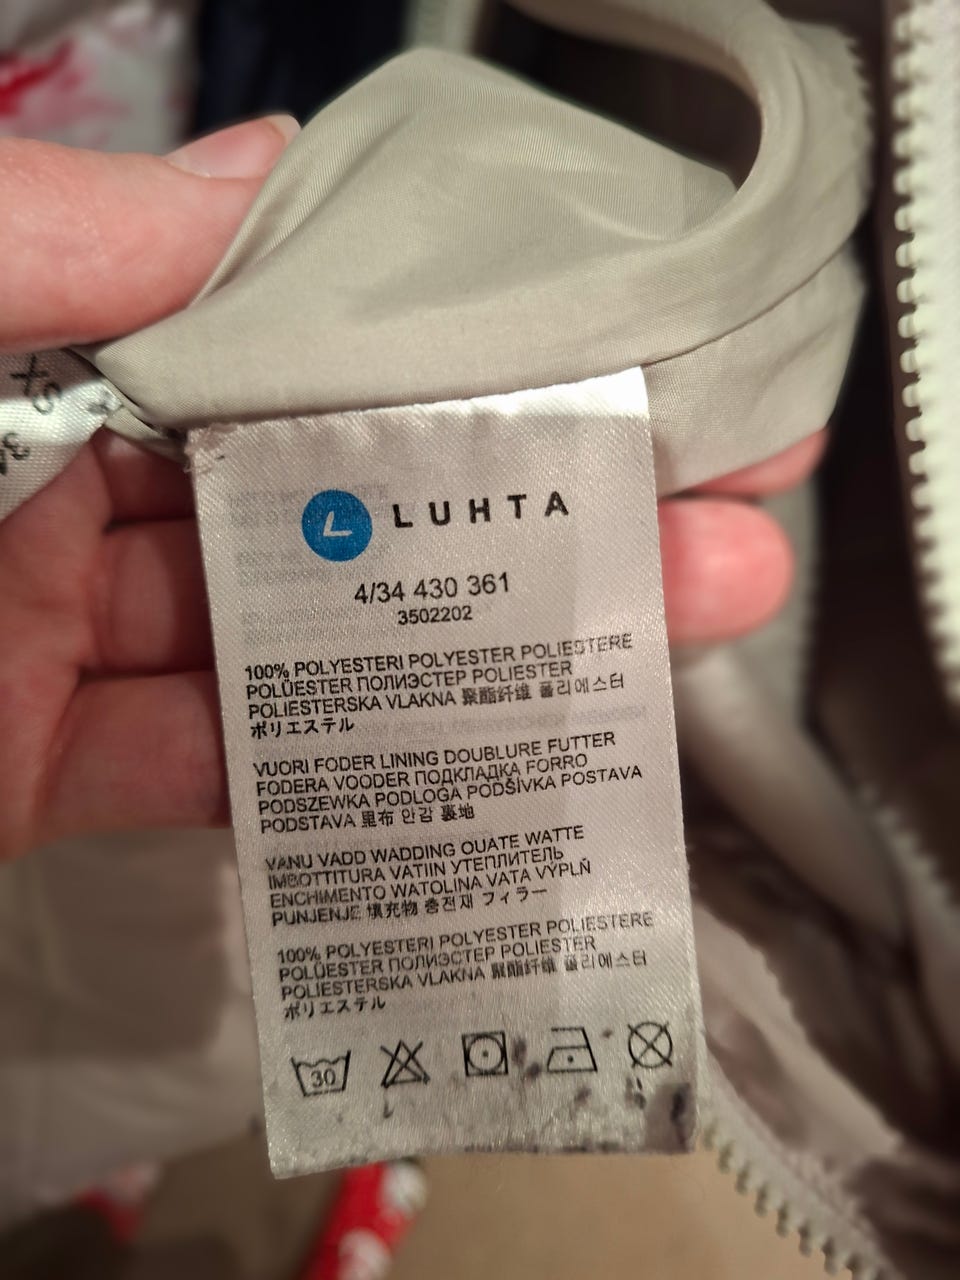 LUHTA
4/34 430 361
3502202
100% POLYESTERI POLYESTER POLIESTERE
POLÜESTER ПОЛИЭСТЕР POLIESTER
POLIESTERSKA VLAKNA 聚酯纤维 폴리에스터
ポリエステル
VUORI FODER LINING DOUBLURE FUTTER
FODERA VOODER ПОДКЛАДКА FORRO
PODSZEWKA PODLOGA PODŠÍVKA POSTAVA
PODSTAVA 里布 안감 裏地
VANU VADD WADDING OUATE WATTE
IMBOTTITURA VATIIN УТЕПЛИТЕЛЬ
ENCHIMENTO WATOLINA VATA VÝPLŇ
PUNJENJE 填充物 충전재 フィラー
100% POLYESTERI POLYESTER POLIESTERE
POLÜESTER ПОЛИЭСТЕР POLIESTER
POLIESTERSKA VLAKNA 聚酯纤维 폴리에스터
ポリエステル
30